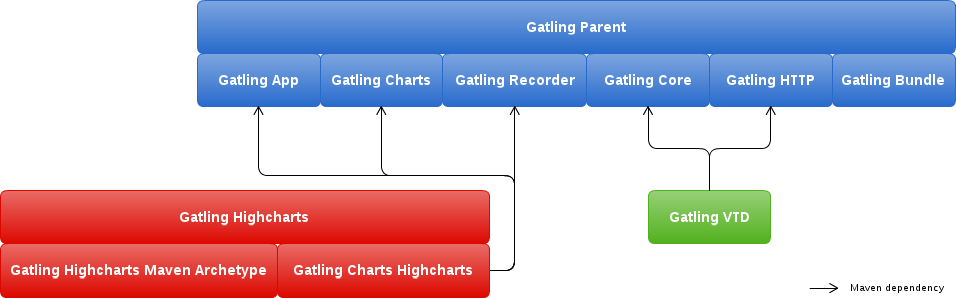 Gatling Parent
Gatling App
Gatling Charts
Gatling Recorder
Gatling Core
Gatling HTTP
Gatling Bundle
Gatling Highcharts
Gatling VTD
Gatling Highcharts Maven Archetype
Gatling Charts Highcharts
Maven dependency